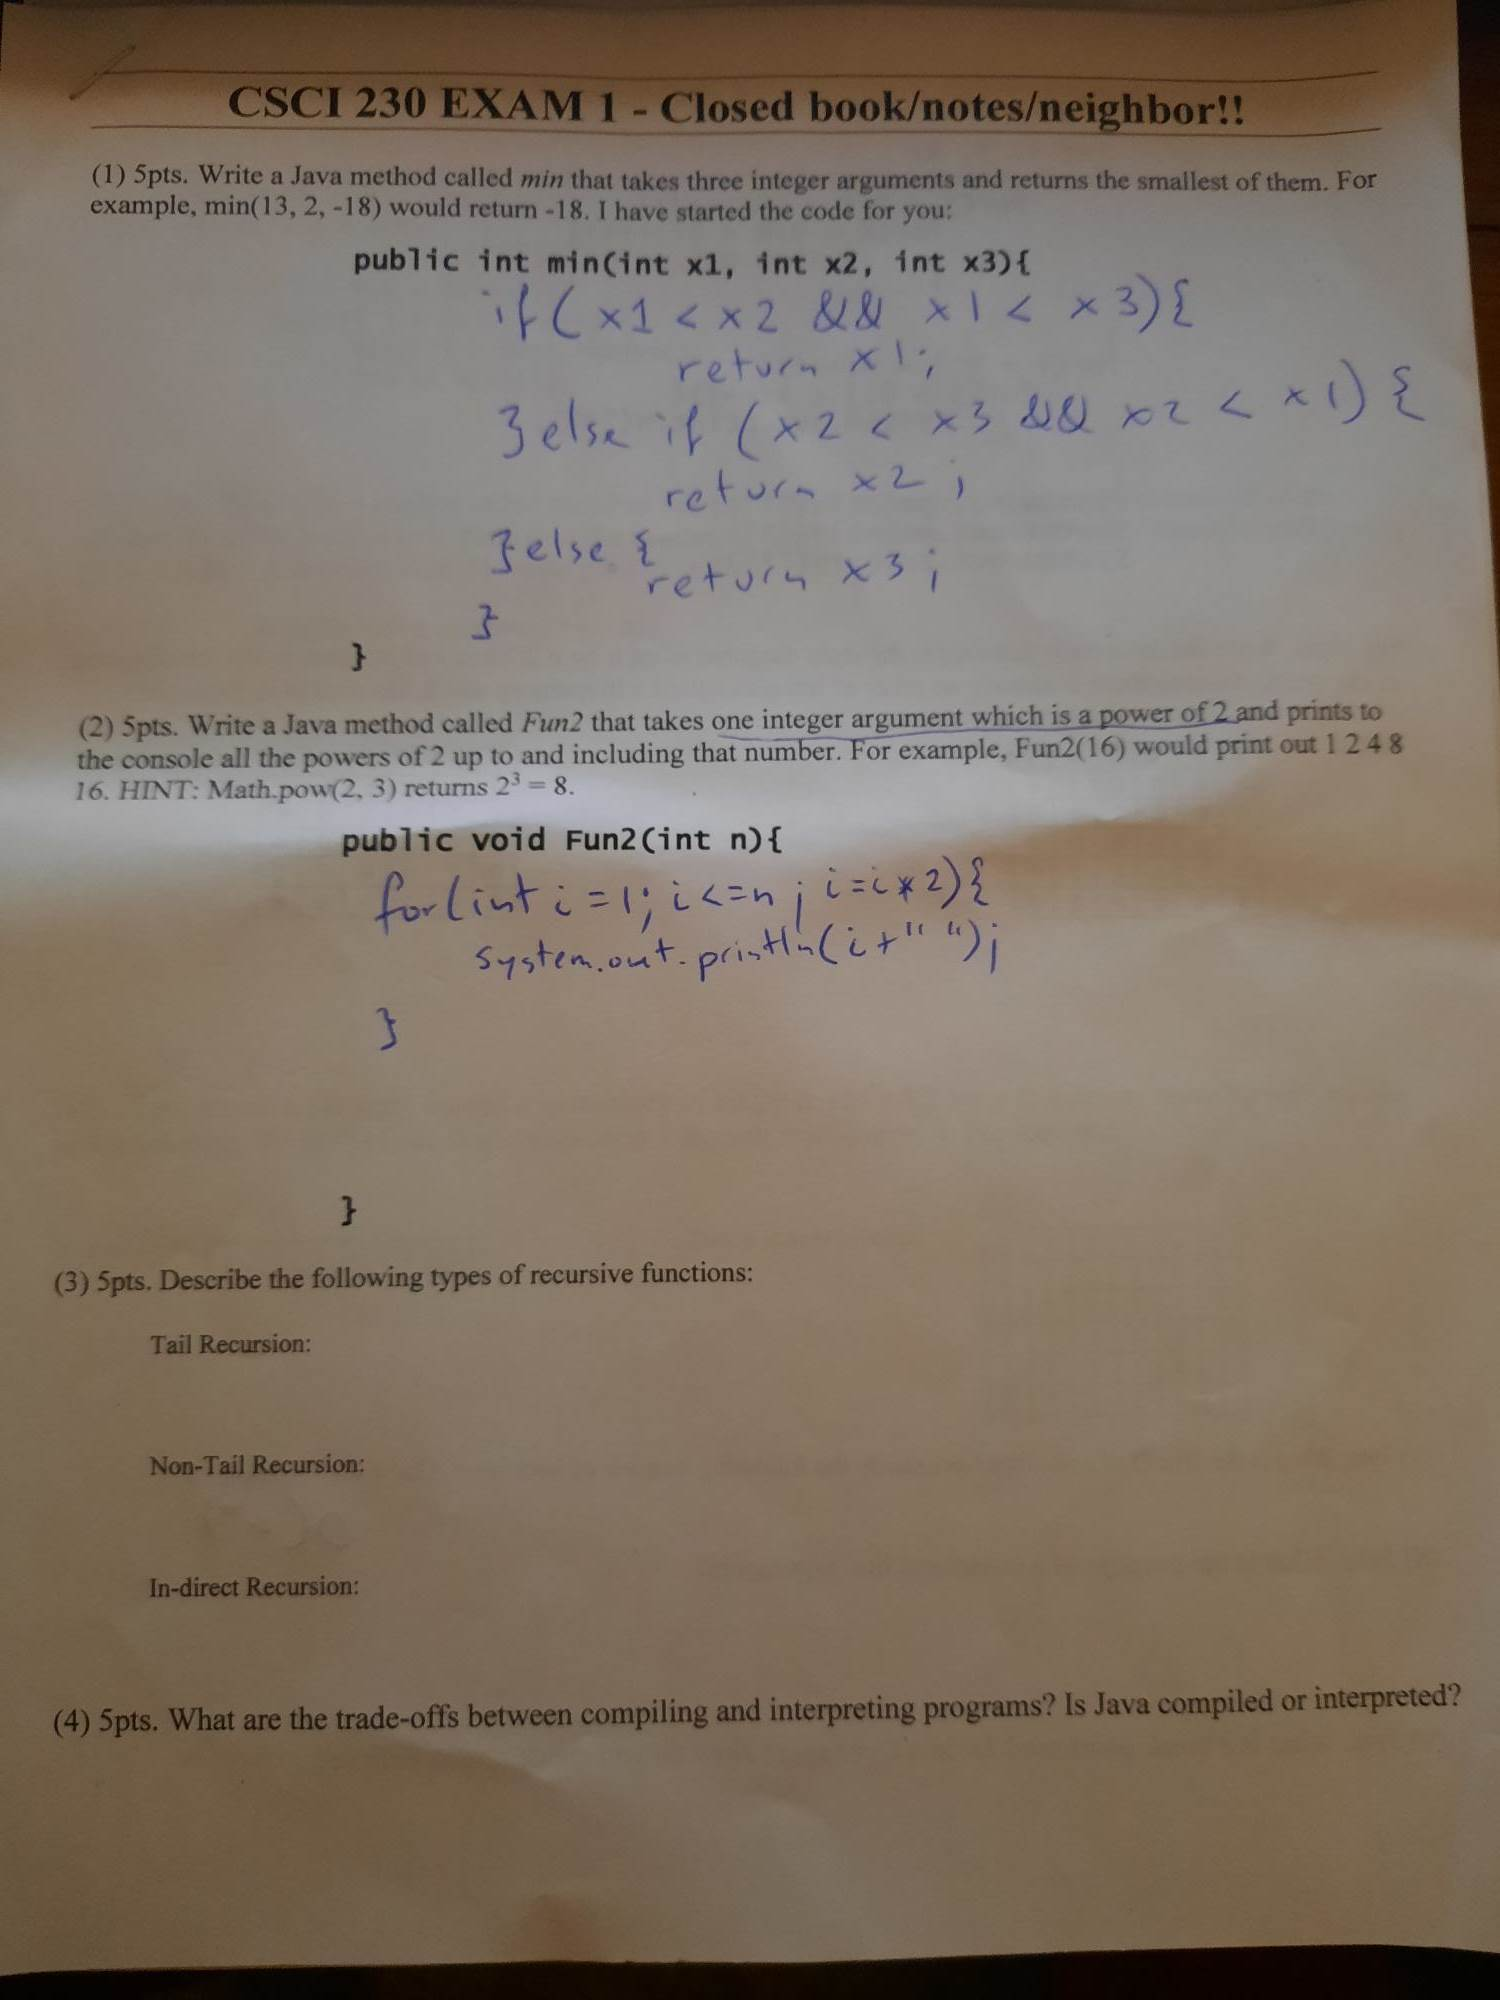 CSCI 230 EXAM 1 - Closed book/notes/neighbor!!
(1) 5pts. Write a Java method called min that takes three integer arguments and returns the smallest of them. For
example, min(13, 2, -18) would return -18. I have started the code for you:
public int min(int x1, int x2, int x3){
if(x1 < x2 && x1 < x3){
return x1;
}else if (x2 < x3 && x2 < x1) {
return x2;
}else {
return x3;
}
}
(2) 5pts. Write a Java method called Fun2 that takes one integer argument which is a power of 2 and prints to
the console all the powers of 2 up to and including that number. For example, Fun2(16) would print out 1 2 4 8
16. HINT: Math.pow(2, 3) returns 2³ = 8.
public void Fun2(int n){
for(int i=1; i<=n; i=i*2){
System.out.println(i+" ");
}
}
(3) 5pts. Describe the following types of recursive functions:
Tail Recursion:
Non-Tail Recursion:
In-direct Recursion:
(4) 5pts. What are the trade-offs between compiling and interpreting programs? Is Java compiled or interpreted?